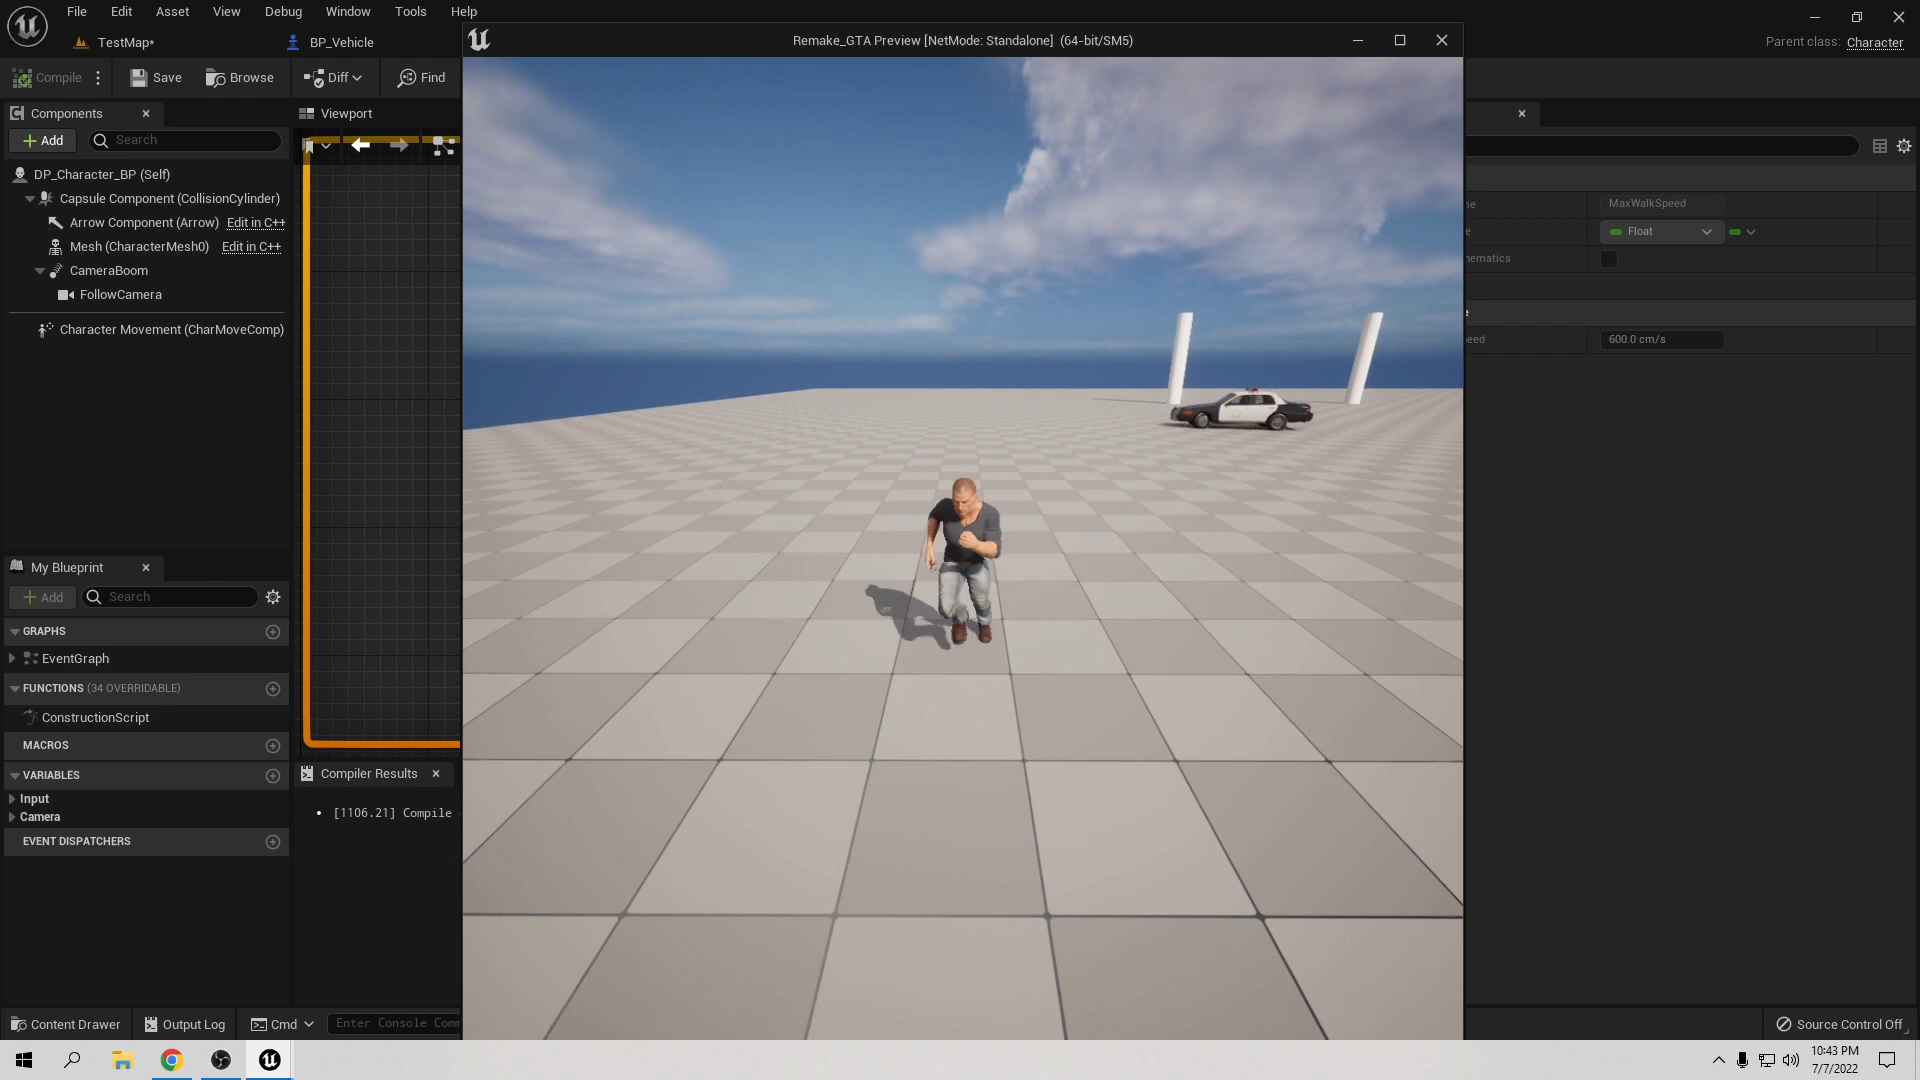 File Edit Asset View Debug Window Tools Help
TestMap* BP_Vehicle
Remake_GTA Preview [NetMode: Standalone] (64-bit/SM5)
Parent class: Character
Compile Save Browse Diff Find
Components
Viewport
Add Search
DP_Character_BP (Self)
Capsule Component (CollisionCylinder)
Arrow Component (Arrow) Edit in C++
Mesh (CharacterMesh0) Edit in C++
CameraBoom
FollowCamera
Character Movement (CharMoveComp)
MaxWalkSpeed
Float
hematics
eed 600.0 cm/s
My Blueprint
Add Search
GRAPHS
EventGraph
FUNCTIONS (34 OVERRIDABLE)
ConstructionScript
MACROS
VARIABLES
Input
Camera
EVENT DISPATCHERS
Compiler Results
[1106.21] Compile
Content Drawer Output Log Cmd Enter Console Comm
Source Control Off
10:43 PM
7/7/2022